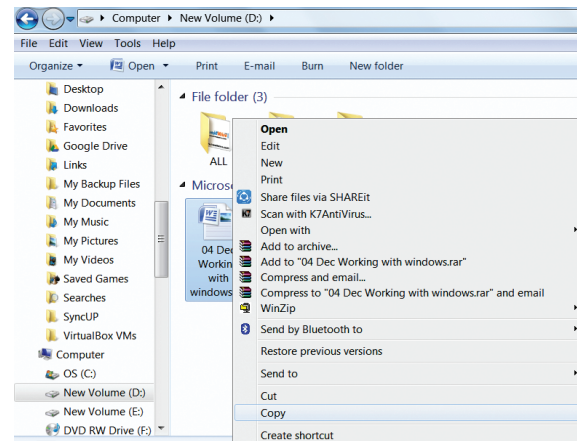 Computer New Volume (D:)
File Edit View Tools Help
Organize Open Print E-mail Burn New folder
Desktop
Downloads
Favorites
Google Drive
Links
My Backup Files
My Documents
My Music
My Pictures
My Videos
Saved Games
Searches
SyncUP
VirtualBox VMs
Computer
OS (C:)
New Volume (D:)
New Volume (E:)
DVD RW Drive (F:)
File folder (3)
ALL
Microso
04 De
Workin
with
windows
Open
Edit
New
Print
Share files via SHAREit
Scan with K7AntiVirus...
Open with
Add to archive...
Add to "04 Dec Working with windows.rar"
Compress and email...
Compress to "04 Dec Working with windows.rar" and email
WinZip
Send by Bluetooth to
Restore previous versions
Send to
Cut
Copy
Create shortcut